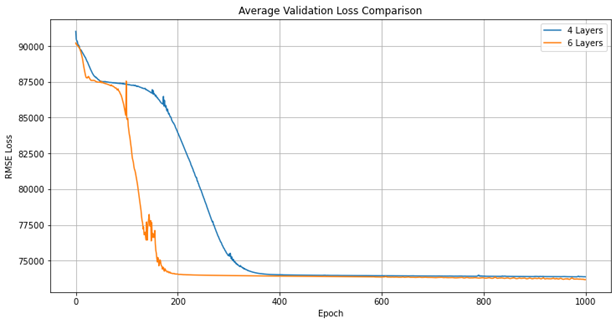 Average Validation Loss Comparison
4 Layers
6 Layers
90000
87500
85000
82500
80000
77500
75000
RMSE Loss
0
200
400
600
800
1000
Epoch